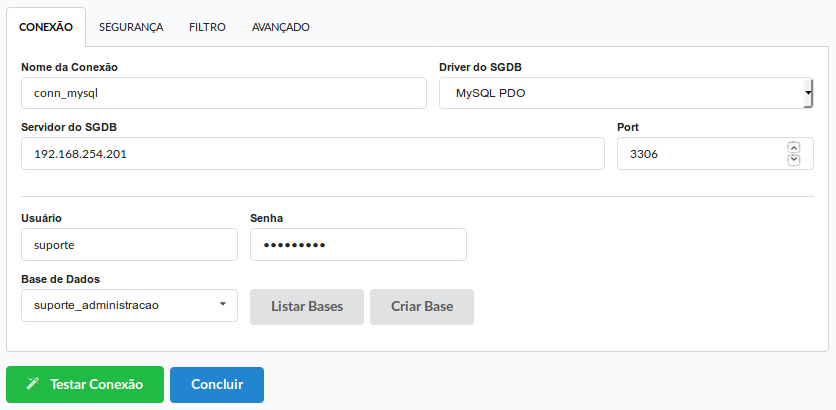 CONEXÃO SEGURANÇA FILTRO AVANÇADO
Nome da Conexão Driver do SGDB
conn_mysql MySQL PDO
Servidor do SGDB Port
192.168.254.201 3306
Usuário Senha
suporte •••••••••
Base de Dados
suporte_administracao Listar Bases Criar Base
Testar Conexão Concluir